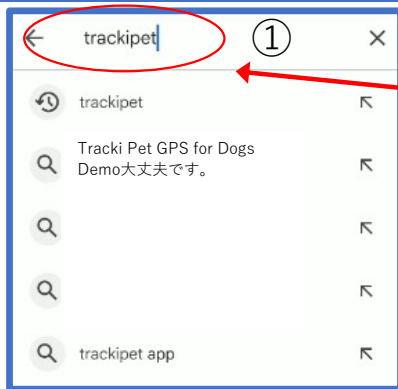 trackipet
①
trackipet
Tracki Pet GPS for Dogs
Demo大丈夫です。
trackipet app